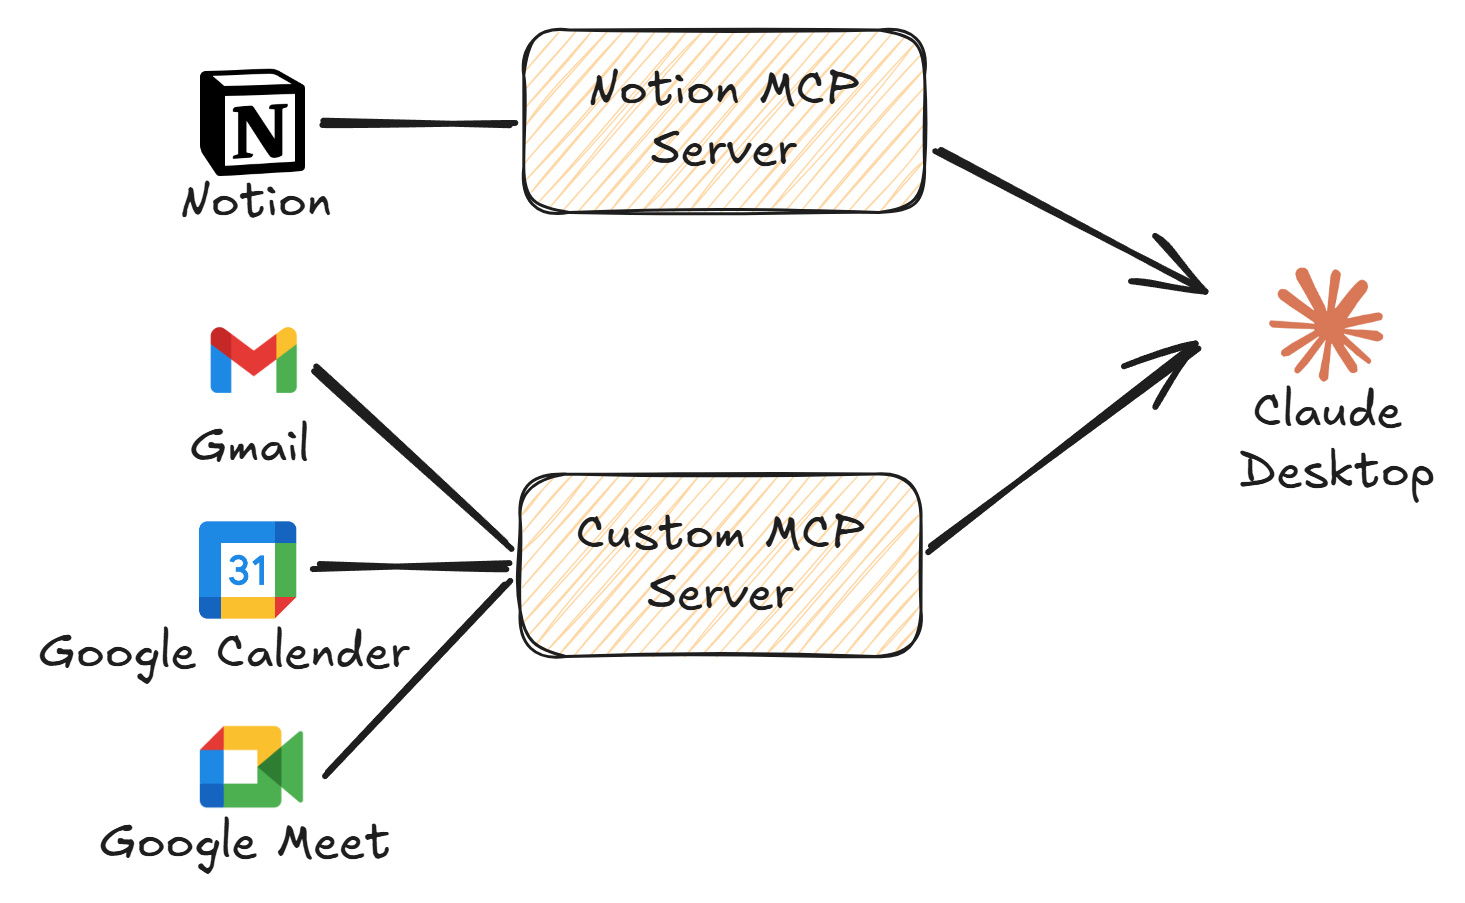 N
Notion
Notion MCP
Server
Gmail
31
Google Calender
Google Meet
Custom MCP
Server
Claude
Desktop